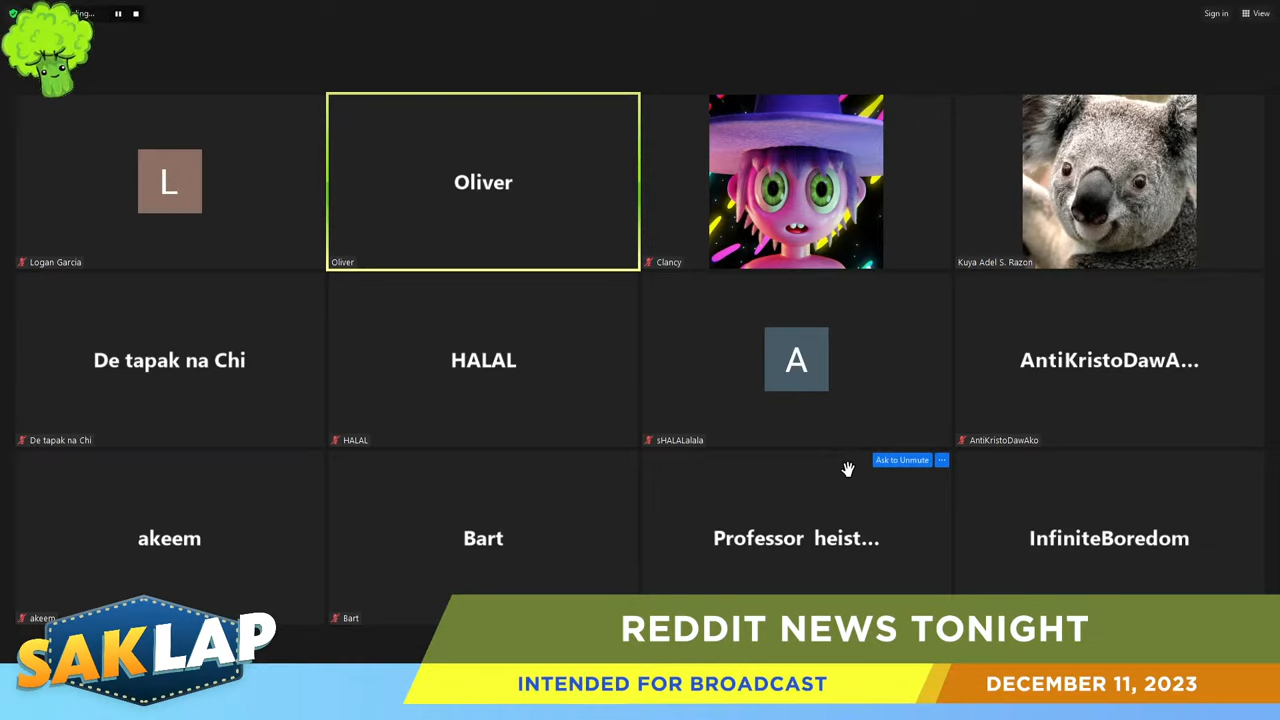 Sign in
View
L
Logan Garcia
Oliver
Oliver
Clancy
Kuya Adel S. Razon
De tapak na Chi
De tapak na Chi
HALAL
HALAL
A
sHALALalala
AntiKristoDawA...
AntiKristoDawAko
Ask to Unmute
...
akeem
akeem
Bart
Bart
Professor heist...
InfiniteBoredom
SAKLAP
REDDIT NEWS TONIGHT
INTENDED FOR BROADCAST
DECEMBER 11, 2023